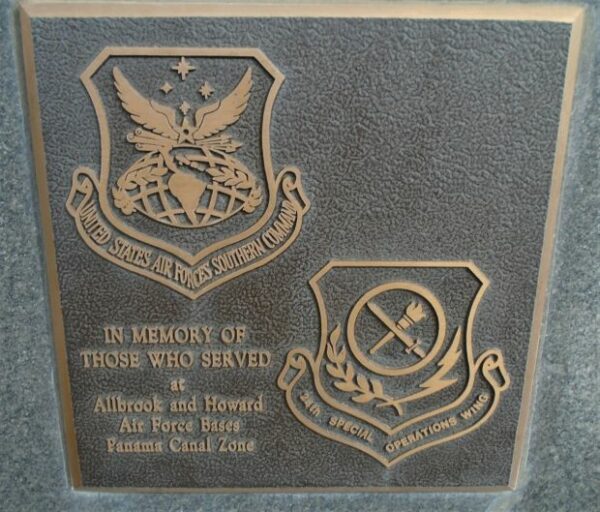 UNITED STATES AIR FORCES SOUTHERN COMMAND
IN MEMORY OF
THOSE WHO SERVED
at
Allbrook and Howard
Air Force Bases
Panama Canal Zone
24th SPECIAL OPERATIONS WING